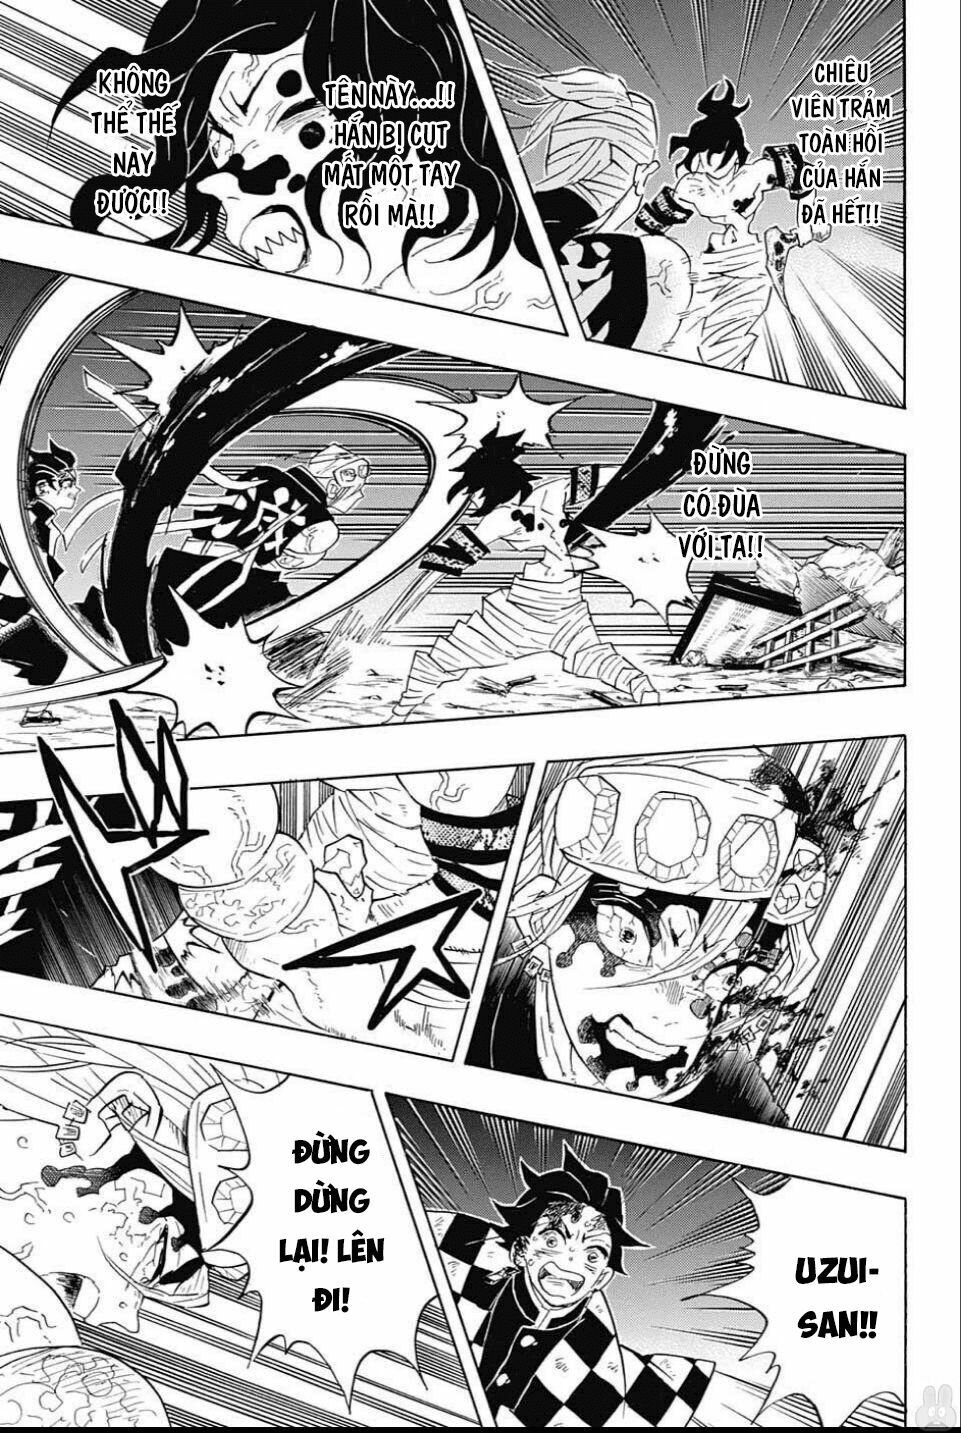 CHIÊU
VIÊN TRẢM
TOÀN HỒI
CỦA HẮN
ĐÃ HẾT!!
TÊN NÀY...!!
HẮN BỊ CỤT
MẤT MỘT TAY
RỒI MÀ!!
KHÔNG
THỂ THẾ
NÀY
ĐƯỢC!!
ĐỪNG
CÓ ĐÙA
VỚI TA!!
UZUI-
SAN!!
ĐỪNG
DỪNG
LẠI! LÊN
ĐI!